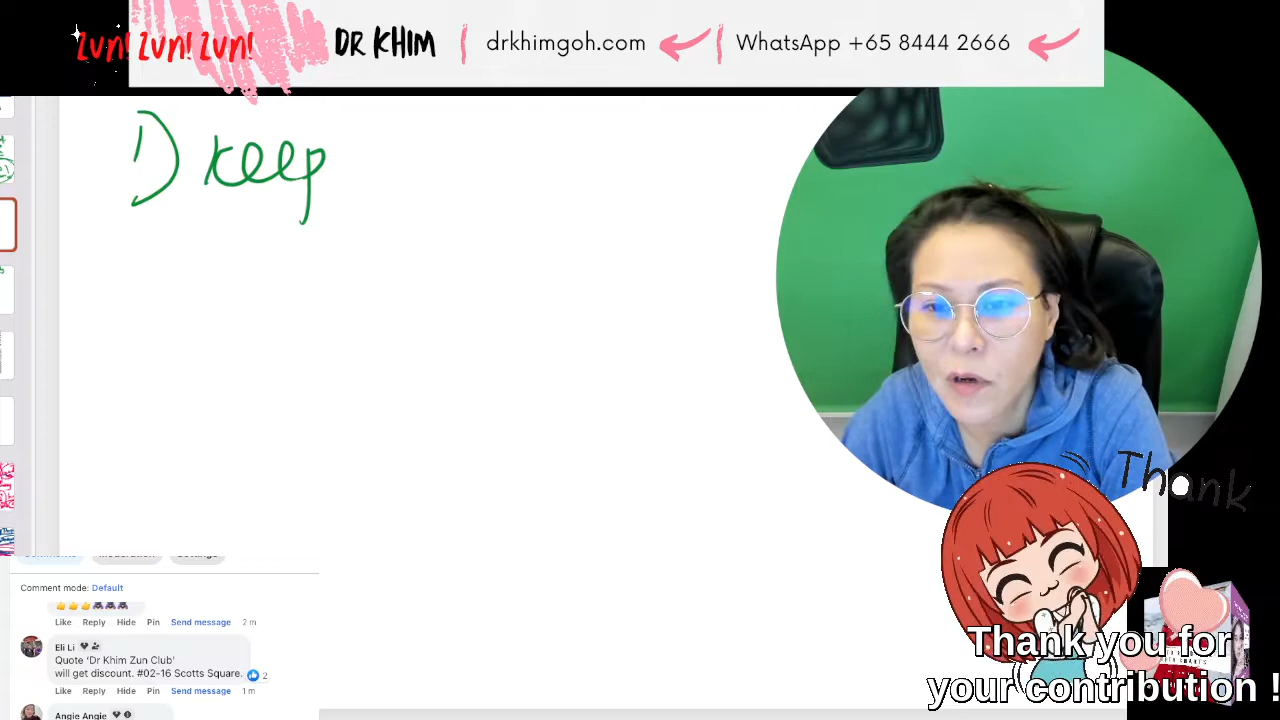 Zun! Zun! Zun!
DR KHIM
drkhimgoh.com
WhatsApp +65 8444 2666
1) keep
Comment mode: Default
Like Reply Hide Pin Send message 2 m
Eli Li
Quote ‘Dr Khim Zun Club’
will get discount. #02-16 Scotts Square.
2
Like Reply Hide Pin Send message 1 m
Angie Angie
Thank
Thank you for
your contribution !